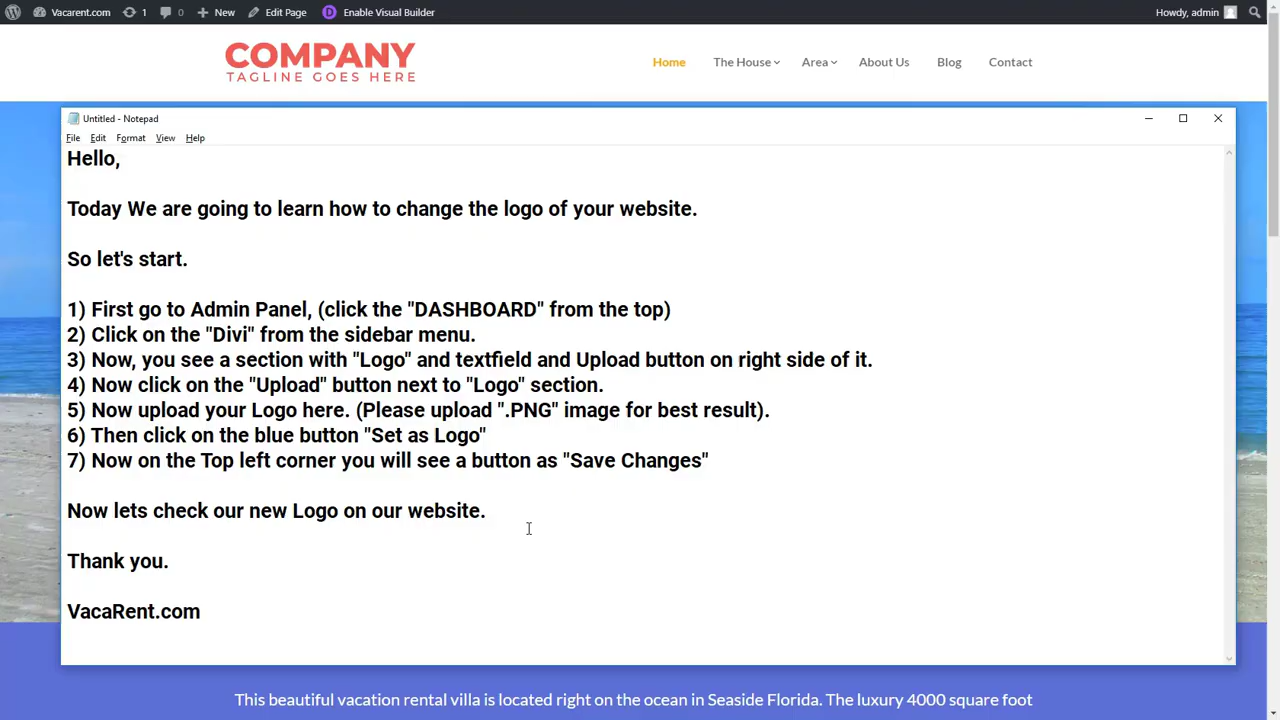 Vacarent.com 1 0 New Edit Page Enable Visual Builder Howdy, admin
COMPANY
TAGLINE GOES HERE
Home The House Area About Us Blog Contact
Untitled - Notepad
File Edit Format View Help
Hello,
Today We are going to learn how to change the logo of your website.
So let's start.
1) First go to Admin Panel, (click the "DASHBOARD" from the top)
2) Click on the "Divi" from the sidebar menu.
3) Now, you see a section with "Logo" and textfield and Upload button on right side of it.
4) Now click on the "Upload" button next to "Logo" section.
5) Now upload your Logo here. (Please upload ".PNG" image for best result).
6) Then click on the blue button "Set as Logo"
7) Now on the Top left corner you will see a button as "Save Changes"
Now lets check our new Logo on our website.
Thank you.
VacaRent.com
This beautiful vacation rental villa is located right on the ocean in Seaside Florida. The luxury 4000 square foot